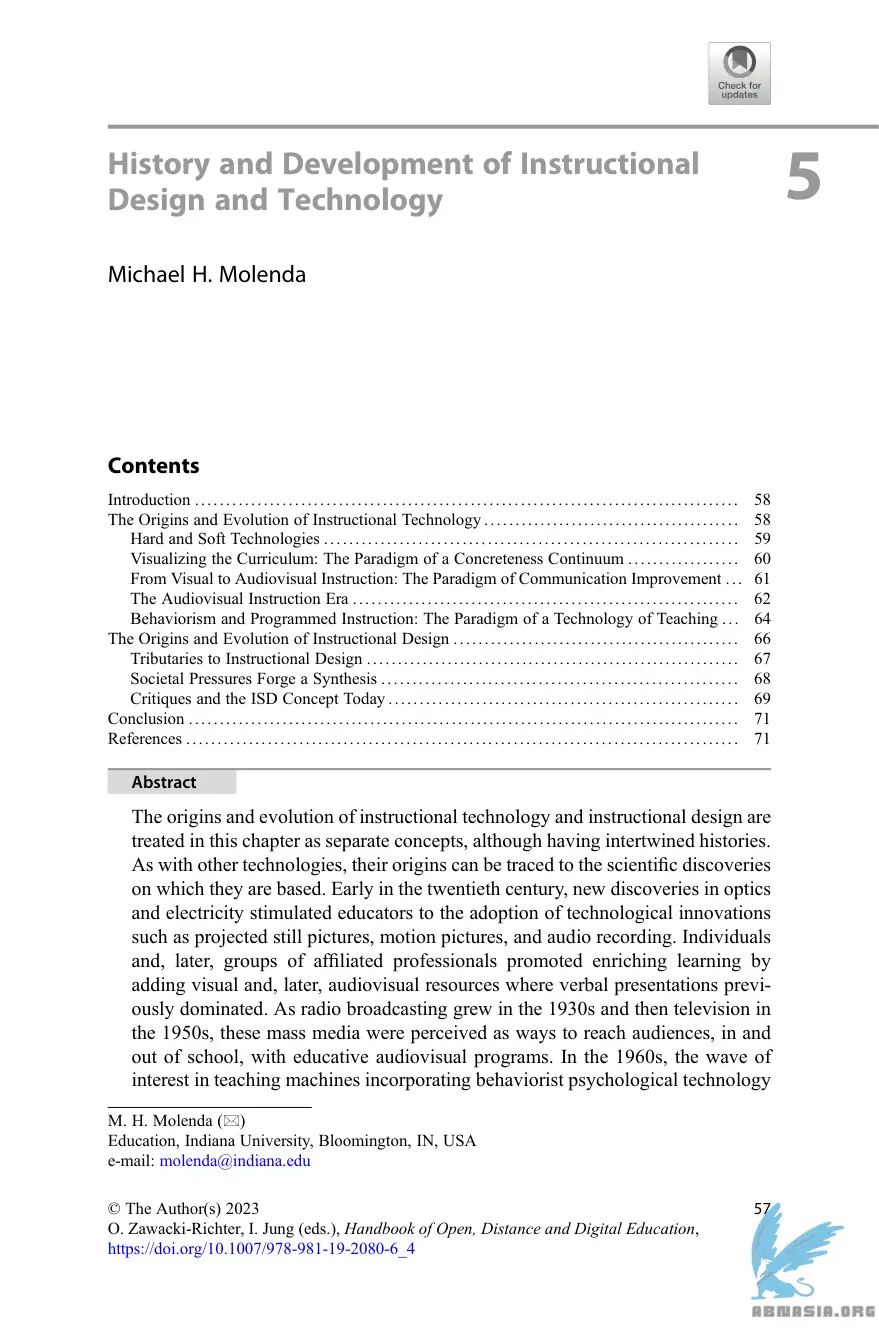 Check for
updates
History and Development of Instructional
Design and Technology
5
Michael H. Molenda
Contents
Introduction . . . . . . . . . . . . . . . . . . . . 58
The Origins and Evolution of Instructional Technology . . . . . . . . . . . . . . . . . . . . 58
Hard and Soft Technologies . . . . . . . . . . . . . . . . . . . . 59
Visualizing the Curriculum: The Paradigm of a Concreteness Continuum . . . . . . . . . . . . . . . . . . 60
From Visual to Audiovisual Instruction: The Paradigm of Communication Improvement . . . 61
The Audiovisual Instruction Era . . . . . . . . . . . . . . . . . . . . 62
Behaviorism and Programmed Instruction: The Paradigm of a Technology of Teaching . . . 64
The Origins and Evolution of Instructional Design . . . . . . . . . . . . . . . . . . . . 66
Tributaries to Instructional Design . . . . . . . . . . . . . . . . . . . . 67
Societal Pressures Forge a Synthesis . . . . . . . . . . . . . . . . . . . . 68
Critiques and the ISD Concept Today . . . . . . . . . . . . . . . . . . . . 69
Conclusion . . . . . . . . . . . . . . . . . . . . 71
References . . . . . . . . . . . . . . . . . . . . 71
Abstract
The origins and evolution of instructional technology and instructional design are
treated in this chapter as separate concepts, although having intertwined histories.
As with other technologies, their origins can be traced to the scientific discoveries
on which they are based. Early in the twentieth century, new discoveries in optics
and electricity stimulated educators to the adoption of technological innovations
such as projected still pictures, motion pictures, and audio recording. Individuals
and, later, groups of affiliated professionals promoted enriching learning by
adding visual and, later, audiovisual resources where verbal presentations previ-
ously dominated. As radio broadcasting grew in the 1930s and then television in
the 1950s, these mass media were perceived as ways to reach audiences, in and
out of school, with educative audiovisual programs. In the 1960s, the wave of
interest in teaching machines incorporating behaviorist psychological technology
M. H. Molenda (✉)
Education, Indiana University, Bloomington, IN, USA
e-mail: molenda@indiana.edu
© The Author(s) 2023
57
O. Zawacki-Richter, I. Jung (eds.), Handbook of Open, Distance and Digital Education,
https://doi.org/10.1007/978-981-19-2080-6_4
ABNASIA.ORG